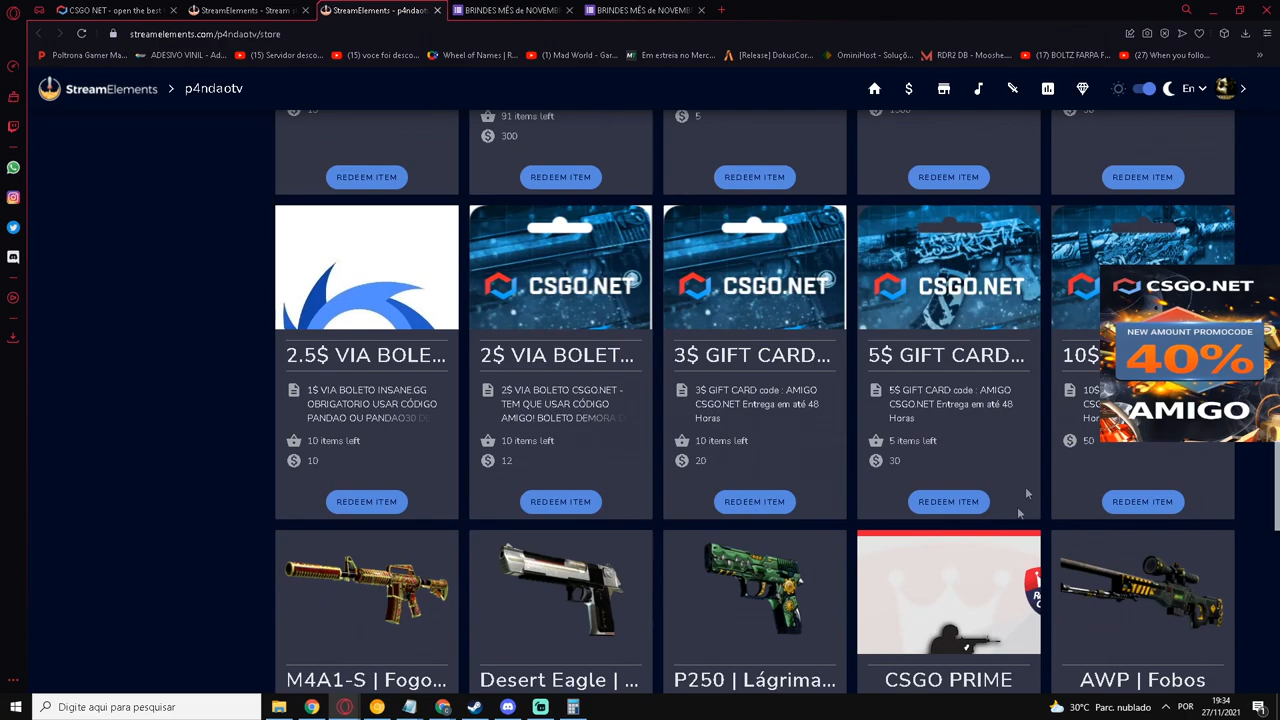 CSGO NET - open the best
StreamElements - Stream s
StreamElements - p4ndaot
BRINDES MÊS de NOVEMB
BRINDES MÊS de NOVEMB
streamelements.com/p4ndaotv/store
Poltrona Gamer Ma...
ADESIVO VINIL - Ad...
(15) Servidor desco...
(15) voce foi desco...
Wheel of Names | R...
(1) Mad World - Gar...
Em estreia no Merc...
[Release] DokusCor...
OminiHost - Soluçõ...
RDR2 DB - Mooshe...
(17) BOLTZ FARPA F...
(27) When you follo...
StreamElements > p4ndaotv
En
15
91 items left
300
5
REDEEM ITEM
REDEEM ITEM
REDEEM ITEM
REDEEM ITEM
REDEEM ITEM
CSGO.NET
CSGO.NET
CSGO.NET
2.5$ VIA BOLE...
1$ VIA BOLETO INSANE.GG
OBRIGATORIO USAR CÓDIGO
PANDAO OU PANDAO30 DE
10 items left
10
REDEEM ITEM
2$ VIA BOLET...
2$ VIA BOLETO CSGO.NET -
TEM QUE USAR CÓDIGO
AMIGO! BOLETO DEMORA
10 items left
12
REDEEM ITEM
3$ GIFT CARD...
3$ GIFT CARD code : AMIGO
CSGO.NET Entrega em até 48
Horas
10 items left
20
REDEEM ITEM
5$ GIFT CARD...
5$ GIFT CARD code : AMIGO
CSGO.NET Entrega em até 48
Horas
5 items left
30
REDEEM ITEM
10$
10$
CSG
Hor
50
REDEEM ITEM
CSGO.NET
NEW AMOUNT PROMOCODE
40%
AMIGO
M4A1-S | Fogo...
Desert Eagle | ...
P250 | Lágrima...
CSGO PRIME
AWP | Fobos
Digite aqui para pesquisar
30°C Parc. nublado
POR
19:34
27/11/2021